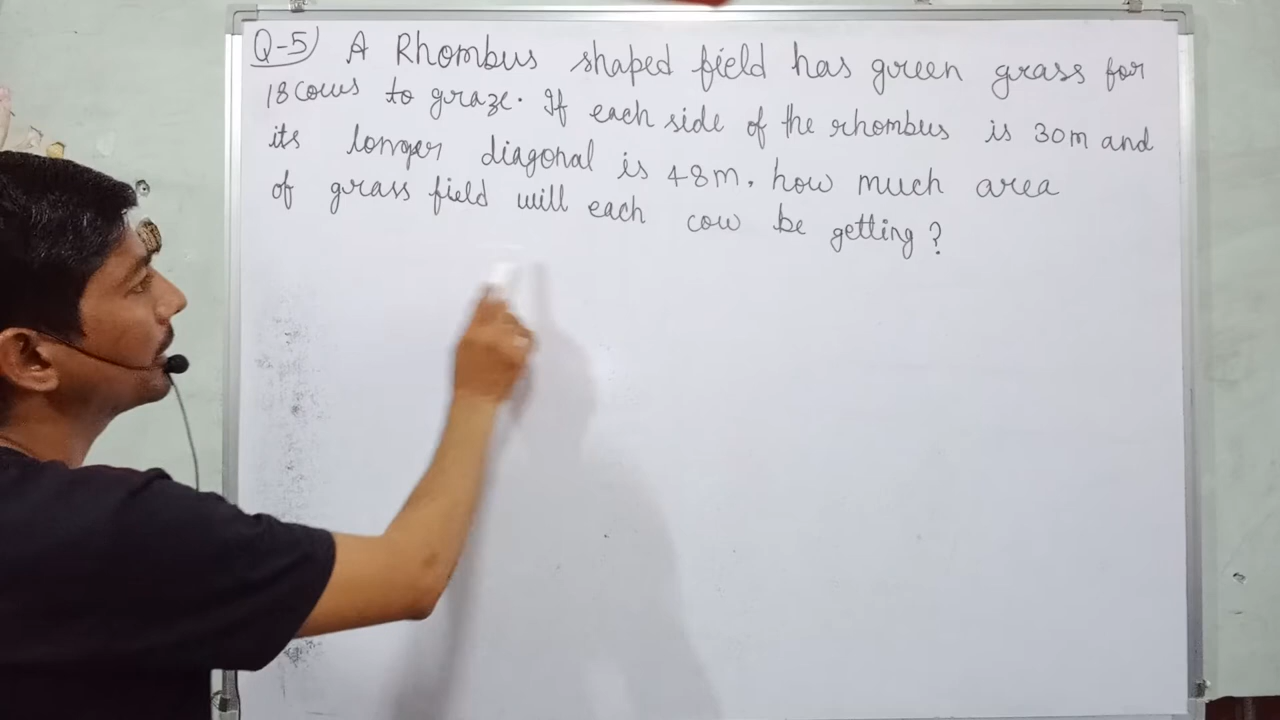 Q-5) A Rhombus shaped field has green grass for
18 cows to graze. If each side of the rhombus is 30m and
its longer diagonal is 48m. how much area
of grass field will each cow be getting?